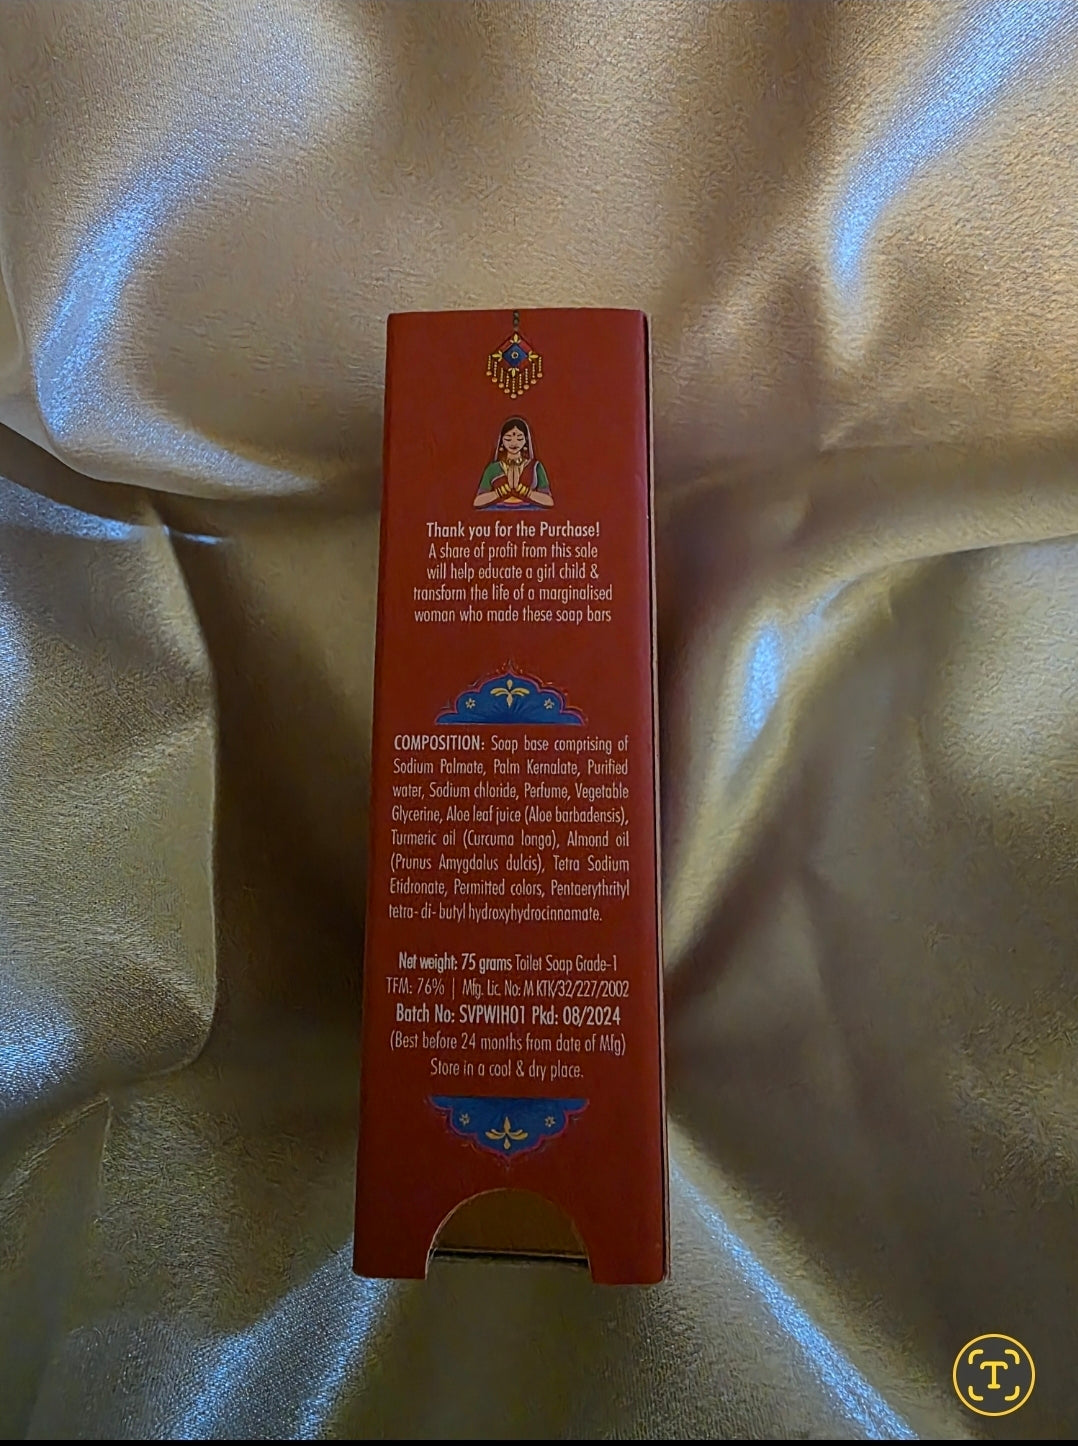 Thank you for the Purchase!
A share of profit from this sale
will help educate a girl child &
transform the life of a marginalised
woman who made these soap bars
COMPOSITION: Soap base comprising of
Sodium Palmate, Palm Kernalate, Purified
water, Sodium chloride, Perfume, Vegetable
Glycerine, Aloe leaf juice (Aloe barbadensis),
Turmeric oil (Curcuma longa), Almond oil
(Prunus Amygdalus dulcis), Tetra Sodium
Etidronate, Permitted colors, Pentaerythrityl
tetra- di- butyl hydroxyhydrocinnamate.
Net weight: 75 grams Toilet Soap Grade-1
TFM: 76% | Mfg. Lic. No: M KTK/32/227/2002
Batch No: SVPWIH01 Pkd: 08/2024
(Best before 24 months from date of Mfg)
Store in a cool & dry place.